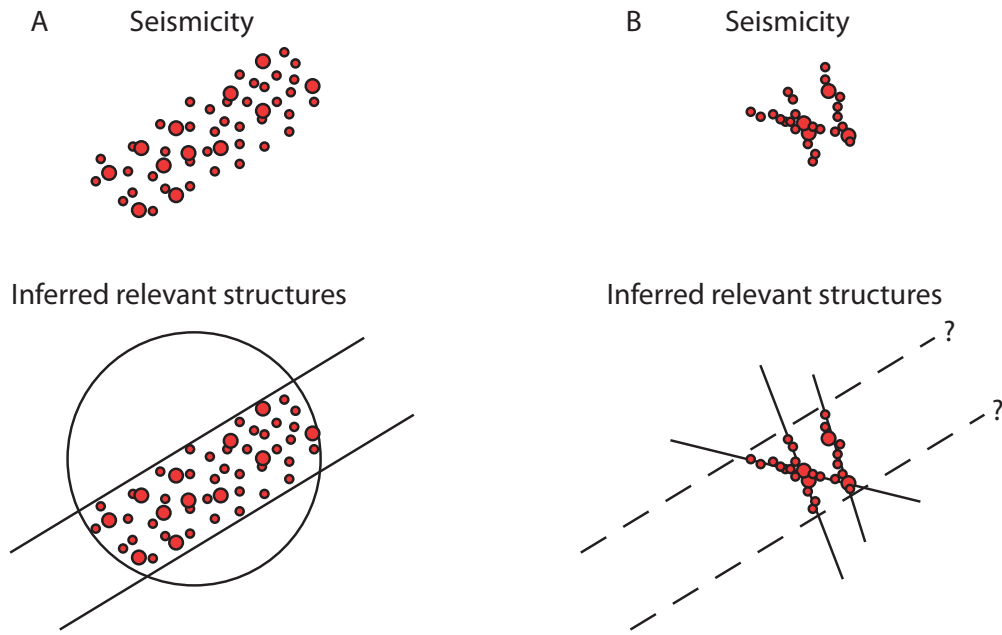 A
Seismicity
B
Seismicity
Inferred relevant structures
Inferred relevant structures
?
?